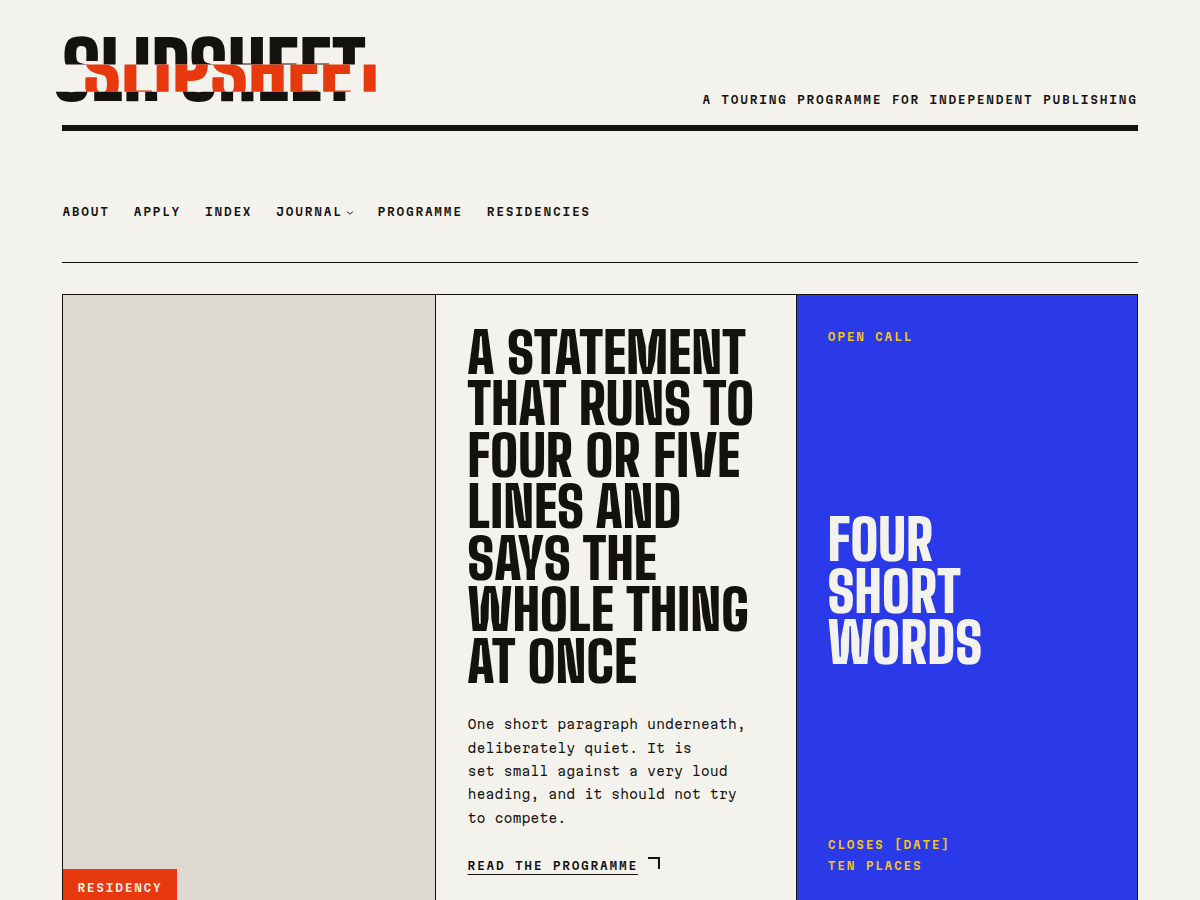 SLIPSHEET
A TOURING PROGRAMME FOR INDEPENDENT PUBLISHING
ABOUT APPLY INDEX JOURNAL PROGRAMME RESIDENCIES
RESIDENCY
A STATEMENT
THAT RUNS TO
FOUR OR FIVE
LINES AND
SAYS THE
WHOLE THING
AT ONCE
One short paragraph underneath,
deliberately quiet. It is
set small against a very loud
heading, and it should not try
to compete.
READ THE PROGRAMME
OPEN CALL
FOUR
SHORT
WORDS
CLOSES [DATE]
TEN PLACES